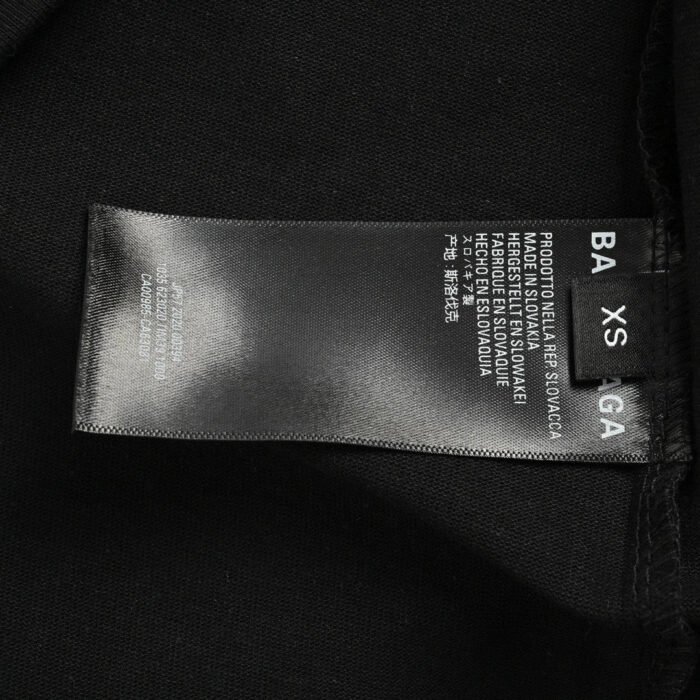 BA
AGA
XS
PRODOTTO NELLA REP. SLOVACCA
MADE IN SLOVAKIA
HERGESTELLT EN SLOWAKEI
FABRIQUE EN SLOVAQUIE
HECHO EN ESLOVAQUIA
スロバキア製
产地:斯洛伐克